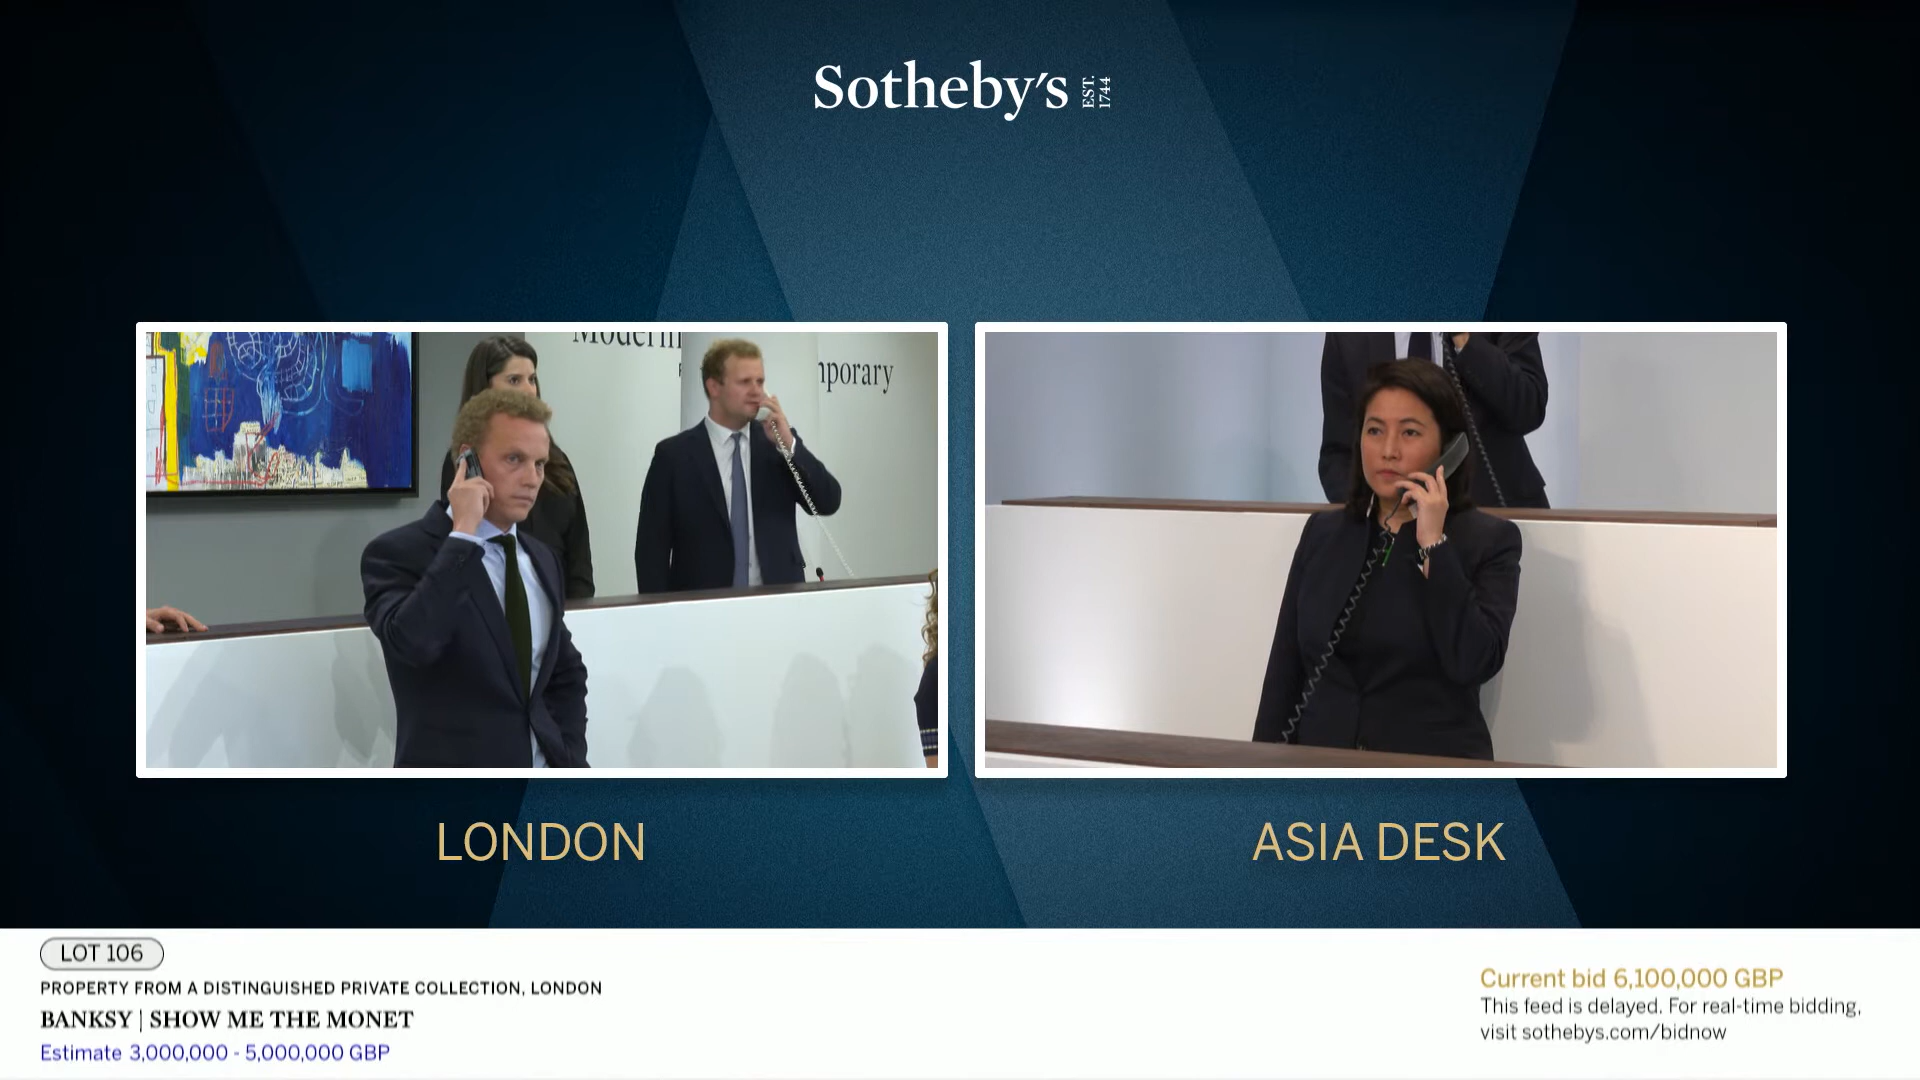 Sotheby's EST. 1744
Modern
mporary
LONDON
ASIA DESK
LOT 106
PROPERTY FROM A DISTINGUISHED PRIVATE COLLECTION, LONDON
BANKSY | SHOW ME THE MONET
Estimate 3,000,000 - 5,000,000 GBP
Current bid 6,100,000 GBP
This feed is delayed. For real-time bidding,
visit sothebys.com/bidnow